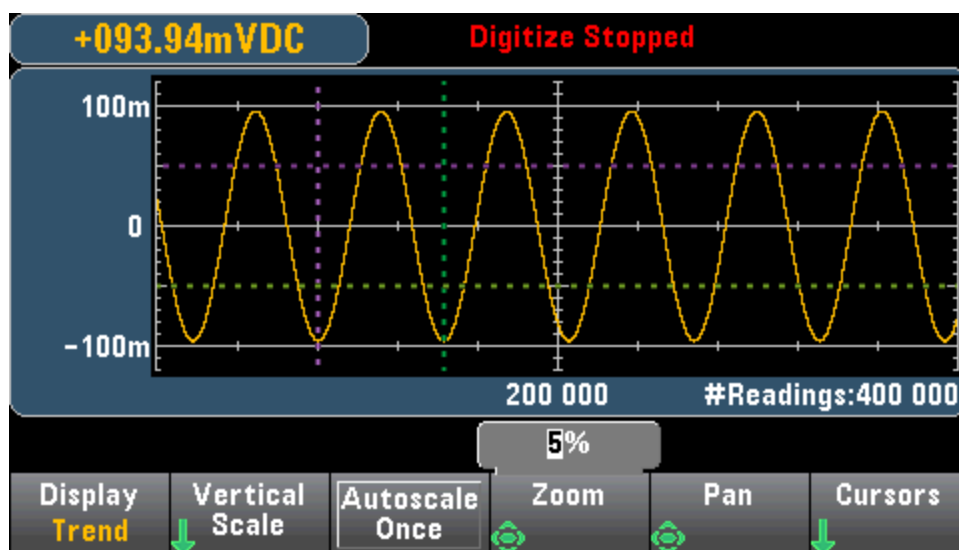 +093.94mVDC
Digitize Stopped
100m
0
-100m
200 000 #Readings:400 000
5%
Display
Trend
Vertical
Scale
Autoscale
Once
Zoom
Pan
Cursors